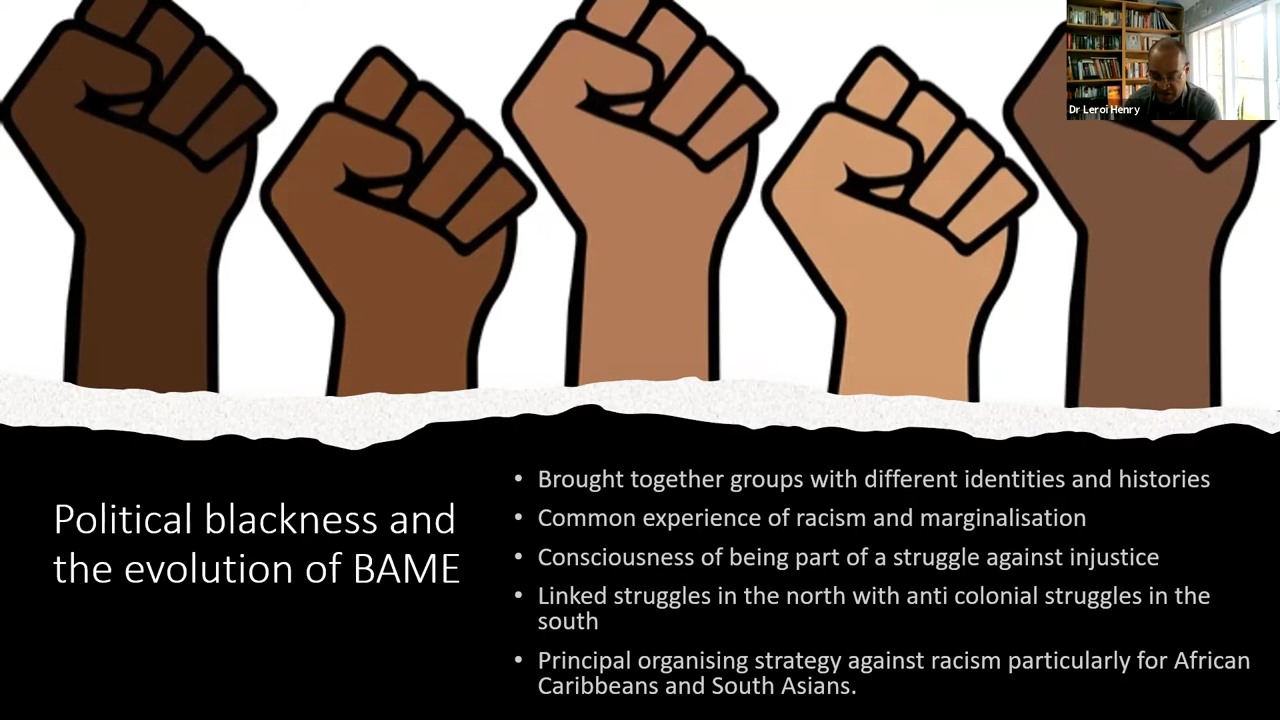 Dr Leroi Henry
Political blackness and
the evolution of BAME
• Brought together groups with different identities and histories
• Common experience of racism and marginalisation
• Consciousness of being part of a struggle against injustice
• Linked struggles in the north with anti colonial struggles in the
south
• Principal organising strategy against racism particularly for African
Caribbeans and South Asians.